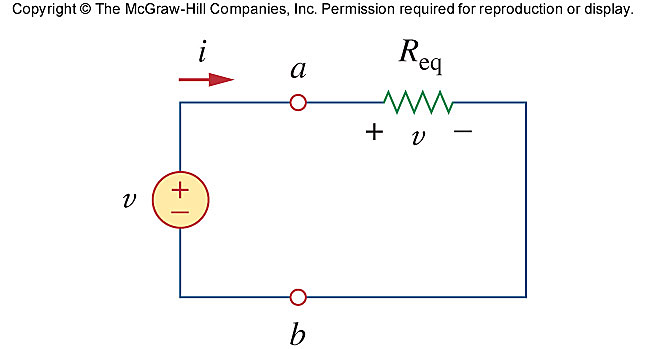 Copyright © The McGraw-Hill Companies, Inc. Permission required for reproduction or display.
i
a
Req
+ v −
v
+
−
b